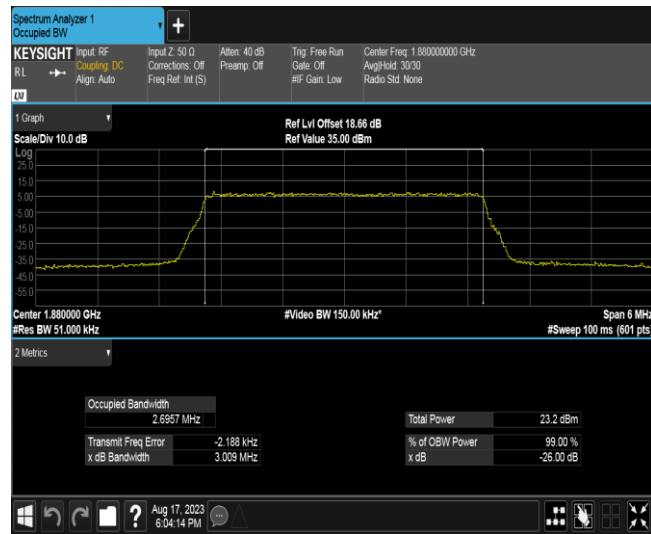 Spectrum Analyzer 1
Occupied BW
+
KEYSIGHT Input: RF Input Z: 50 Ω Atten: 40 dB Trig: Free Run Center Freq: 1.880000000 GHz
RL Coupling: DC Corrections: Off Preamp: Off Gate: Off Avg|Hold: 30/30
Align: Auto Freq Ref: Int (S) #IF Gain: Low Radio Std: None
LXI
1 Graph Ref Lvl Offset 18.66 dB
Scale/Div 10.0 dB Ref Value 35.00 dBm
Log
25.0
15.0
5.00
-5.00
-15.0
-25.0
-35.0
-45.0
-55.0
Center 1.880000 GHz #Video BW 150.00 kHz* Span 6 MHz
#Res BW 51.000 kHz #Sweep 100 ms (601 pts)
2 Metrics
Occupied Bandwidth
2.6957 MHz Total Power 23.2 dBm
Transmit Freq Error -2.188 kHz % of OBW Power 99.00 %
x dB Bandwidth 3.009 MHz x dB -26.00 dB
? Aug 17, 2023
6:04:14 PM